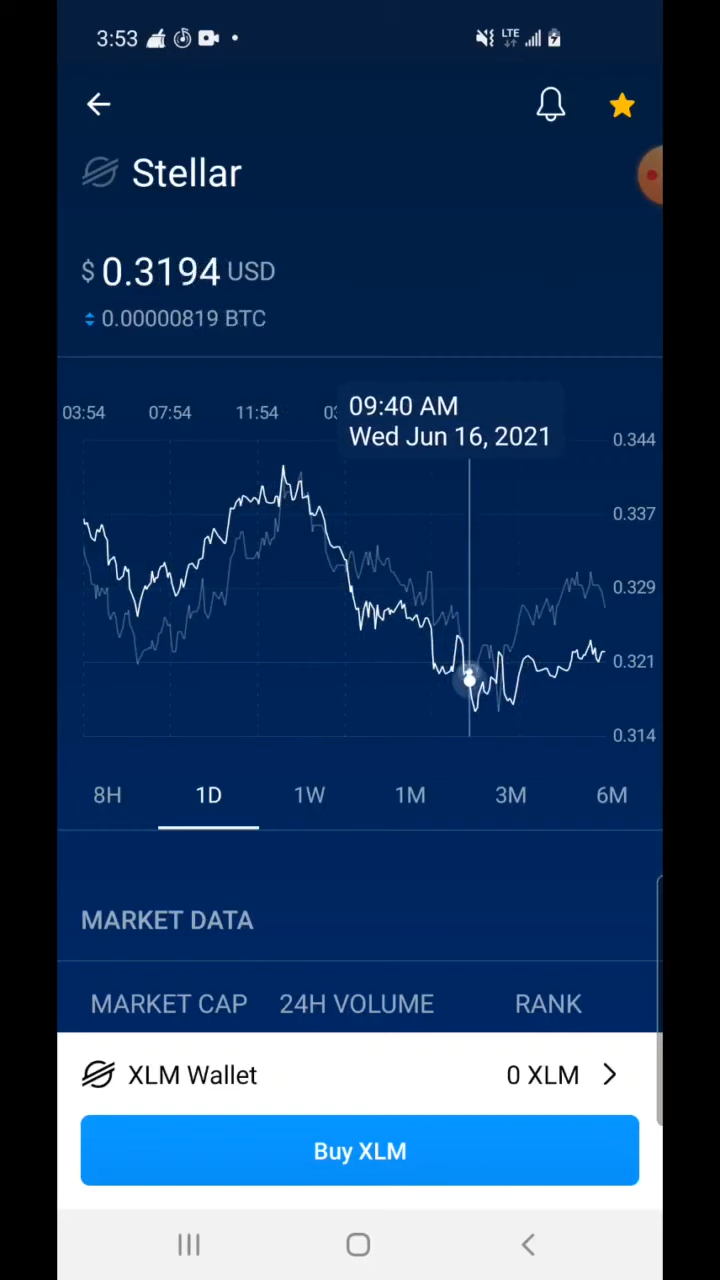 3:53
LTE
Stellar
$ 0.3194 USD
0.00000819 BTC
03:54 07:54 11:54
09:40 AM
Wed Jun 16, 2021
0.344
0.337
0.329
0.321
0.314
8H 1D 1W 1M 3M 6M
MARKET DATA
MARKET CAP 24H VOLUME RANK
XLM Wallet 0 XLM
Buy XLM